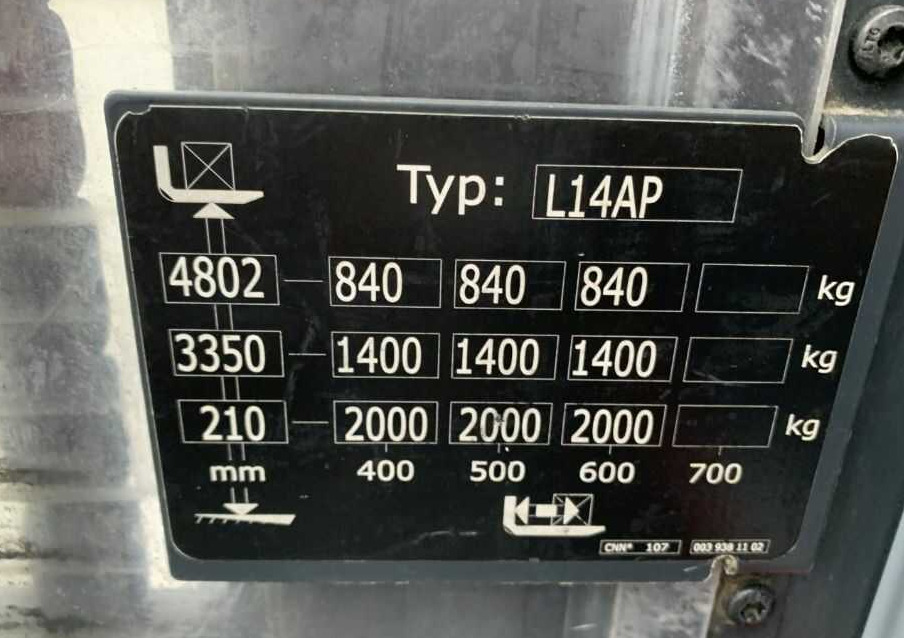 Typ: L14AP
4802 840 840 840 kg
3350 1400 1400 1400 kg
210 2000 2000 2000 kg
mm 400 500 600 700
CNN° 107 003 938 11 02